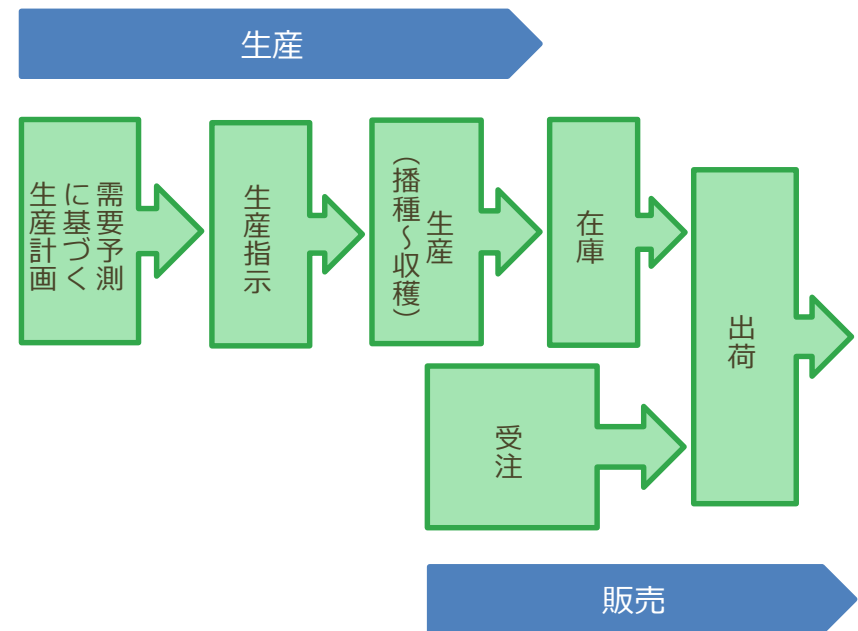 生産
需要予測
に基づく
生産計画
生産指示
生産
（播種～収穫）
在庫
出荷
受注
販売